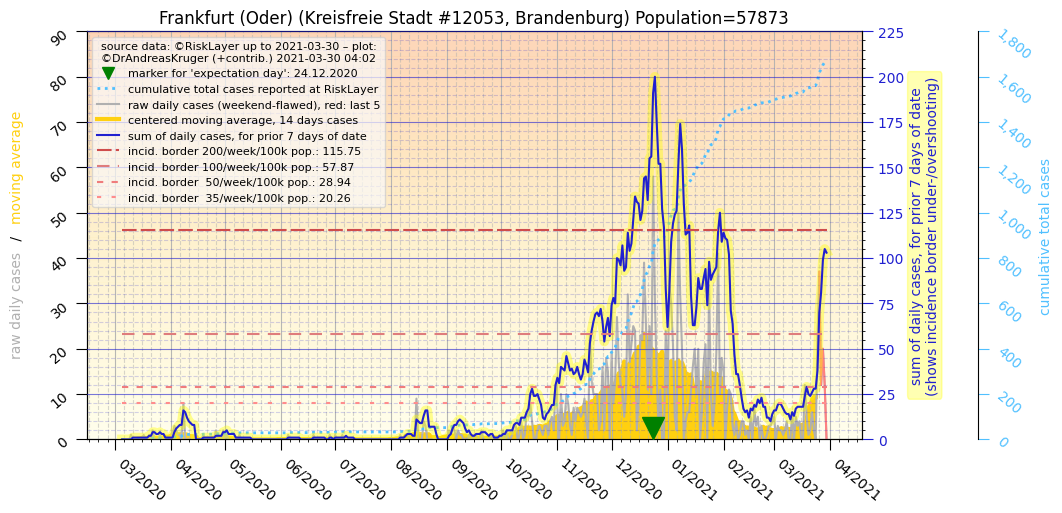 Frankfurt (Oder) (Kreisfreie Stadt #12053, Brandenburg) Population=57873
source data: ©RiskLayer up to 2021-03-30 – plot:
©DrAndreasKruger (+contrib.) 2021-03-30 04:02
marker for 'expectation day': 24.12.2020
cumulative total cases reported at RiskLayer
raw daily cases (weekend-flawed), red: last 5
centered moving average, 14 days cases
sum of daily cases, for prior 7 days of date
incid. border 200/week/100k pop.: 115.75
incid. border 100/week/100k pop.: 57.87
incid. border  50/week/100k pop.: 28.94
incid. border  35/week/100k pop.: 20.26
raw daily cases  /  moving average
90
80
70
60
50
40
30
20
10
0
225
200
175
150
125
100
75
50
25
0
sum of daily cases, for prior 7 days of date
(shows incidence border under-/overshooting)
1,800
1,600
1,400
1,200
1,000
800
600
400
200
0
cumulative total cases
03/2020
04/2020
05/2020
06/2020
07/2020
08/2020
09/2020
10/2020
11/2020
12/2020
01/2021
02/2021
03/2021
04/2021